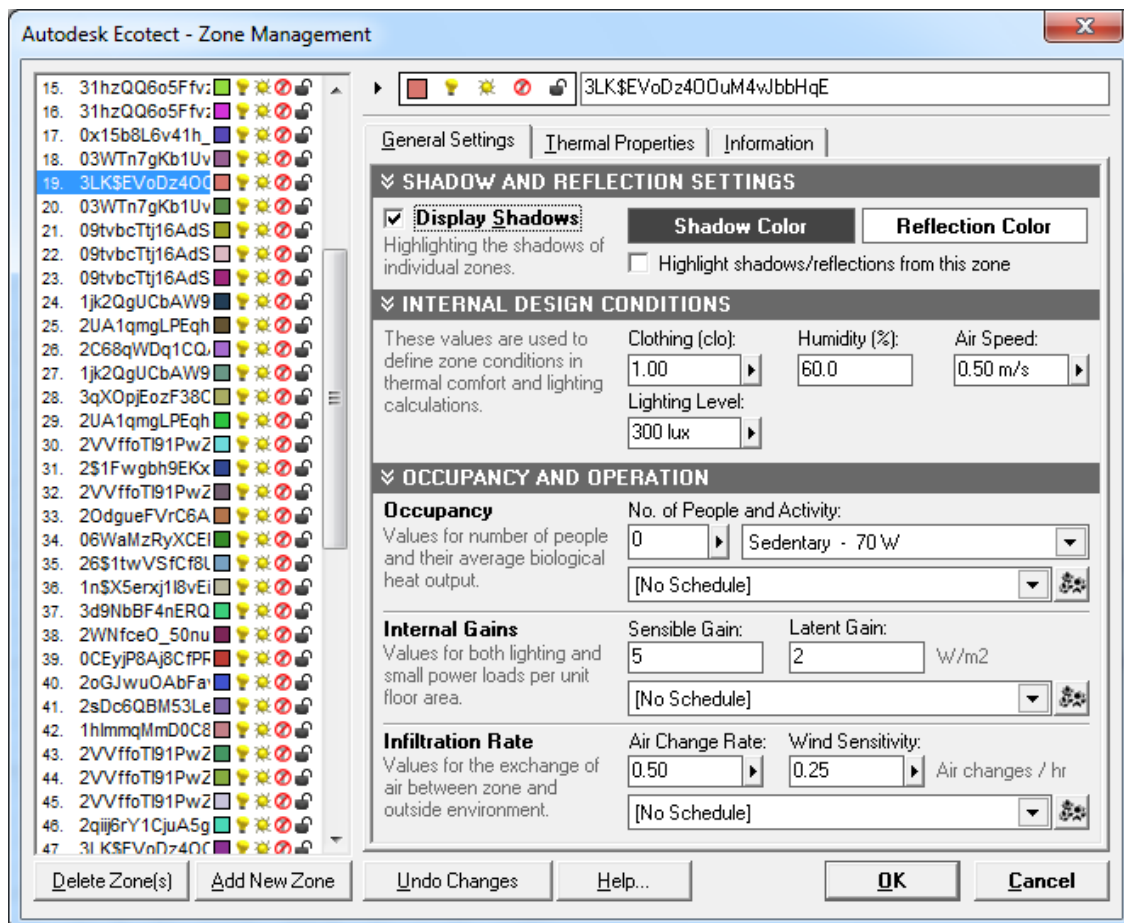 Autodesk Ecotect - Zone Management
15. 31hzQQ6o5Ffvz
16. 31hzQQ6o5Ffvz
17. 0x15b8L6v41h_
18. 03WTn7gKb1Uv
19. 3LK$EVoDz4OO
20. 03WTn7gKb1Uv
21. 09tvbcTtj16AdS
22. 09tvbcTtj16AdS
23. 09tvbcTtj16AdS
24. 1jk2QgUCbAW9
25. 2UA1qmgLPEqh
26. 2C68qWDq1CQ
27. 1jk2QgUCbAW9
28. 3qXOpjEozF38C
29. 2UA1qmgLPEqh
30. 2VVffoTl91PwZ
31. 2$1Fwgbh9EKx
32. 2VVffoTl91PwZ
33. 2OdgueFVrC6A
34. 06WaMzRyXCEI
35. 26$1twVSfCf8L
36. 1n$X5erxj1I8vEi
37. 3d9NbBF4nERQ
38. 2WNfceO_50nu
39. 0CEyjP8Aj8CfPF
40. 2oGJwuOAbFa
41. 2sDc6QBM53Le
42. 1hlmmqMmD0C8
43. 2VVffoTl91PwZ
44. 2VVffoTl91PwZ
45. 2VVffoTl91PwZ
46. 2qiij6rY1CjuA5g
47. 3LK$EVoDz4OO
Delete Zone(s) Add New Zone
3LK$EVoDz4OOuM4wJbbHqE
General Settings Thermal Properties Information
SHADOW AND REFLECTION SETTINGS
Display Shadows Shadow Color Reflection Color
Highlighting the shadows of
individual zones.
Highlight shadows/reflections from this zone
INTERNAL DESIGN CONDITIONS
These values are used to
define zone conditions in
thermal comfort and lighting
calculations.
Clothing (clo): Humidity (%): Air Speed:
1.00 60.0 0.50 m/s
Lighting Level:
300 lux
OCCUPANCY AND OPERATION
Occupancy
Values for number of people
and their average biological
heat output.
No. of People and Activity:
0 Sedentary - 70 W
[No Schedule]
Internal Gains
Values for both lighting and
small power loads per unit
floor area.
Sensible Gain: Latent Gain:
5 2 W/m2
[No Schedule]
Infiltration Rate
Values for the exchange of
air between zone and
outside environment.
Air Change Rate: Wind Sensitivity:
0.50 0.25 Air changes / hr
[No Schedule]
Undo Changes Help... OK Cancel